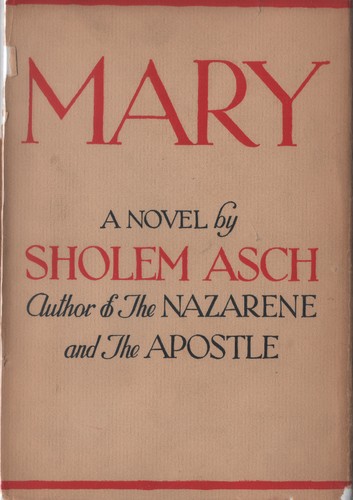 MARY
A NOVEL by
SHOLEM ASCH
Author of The NAZARENE
and The APOSTLE